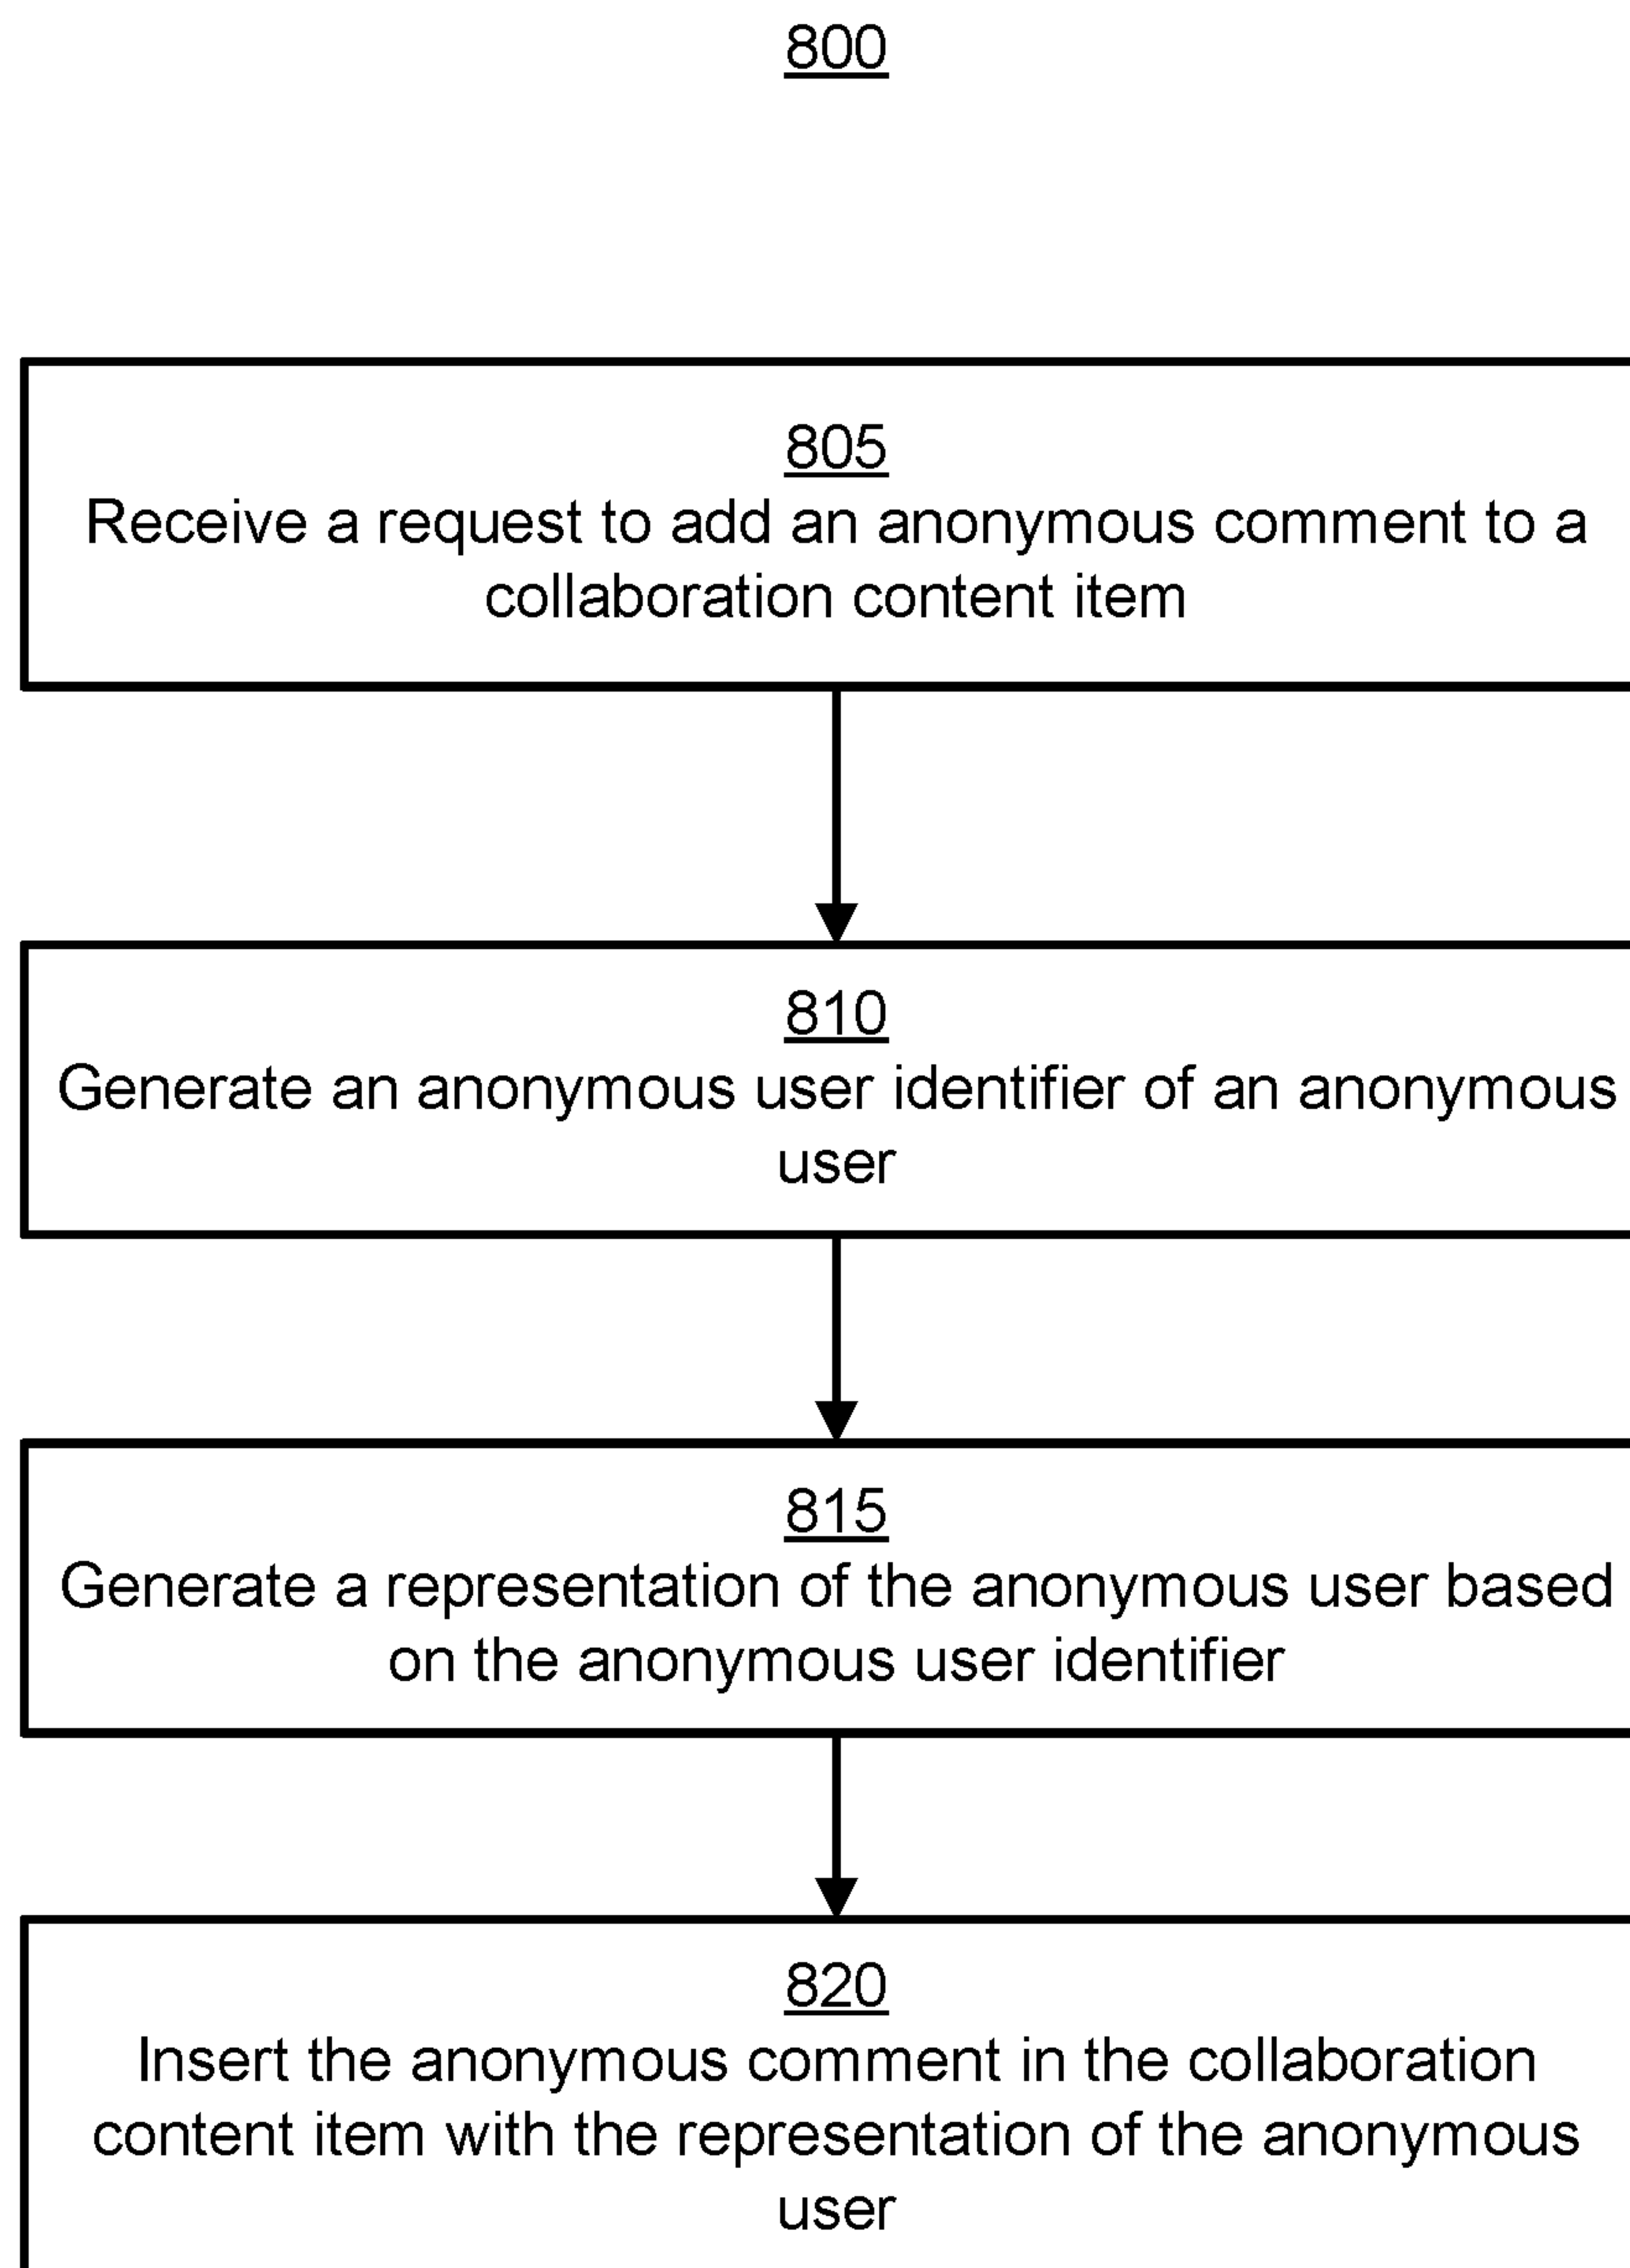 800
805
Receive a request to add an anonymous comment to a
collaboration content item
810
Generate an anonymous user identifier of an anonymous
user
815
Generate a representation of the anonymous user based
on the anonymous user identifier
820
Insert the anonymous comment in the collaboration
content item with the representation of the anonymous
user